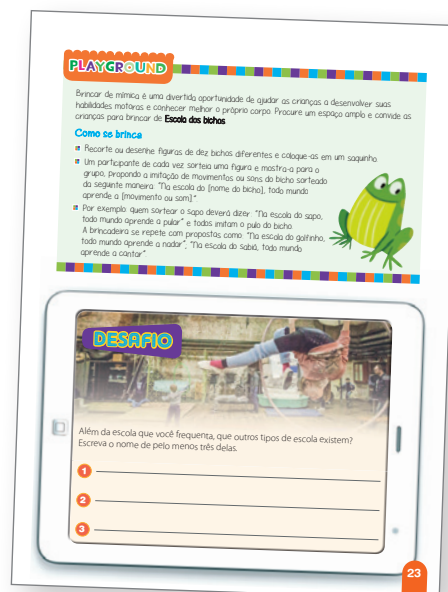 PLAYGROUND
Brincar de mímica é uma divertida oportunidade de ajudar as crianças a desenvolver suas
habilidades motoras e conhecer melhor o próprio corpo. Procure um espaço amplo e convide as
crianças para brincar de Escola dos bichos.
Como se brinca
Recorte ou desenhe figuras de dez bichos diferentes e coloque-as em um saquinho.
Um participante de cada vez sorteia uma figura e mostra-a para o
grupo, propondo a imitação de movimentos ou sons do bicho sorteado
da seguinte maneira: "Na escola do [nome do bicho], todo mundo
aprende a [movimento ou som]."
Por exemplo: quem sortear o sapo deverá dizer: "Na escola do sapo,
todo mundo aprende a pular" e todos imitam o pulo do bicho.
A brincadeira se repete com propostas como: "Na escola do golfinho,
todo mundo aprende a nadar", "Na escola do sabiá, todo mundo
aprende a cantar".
DESAFIO
Além da escola que você frequenta, que outros tipos de escola existem?
Escreva o nome de pelo menos três delas.
1
2
3
23